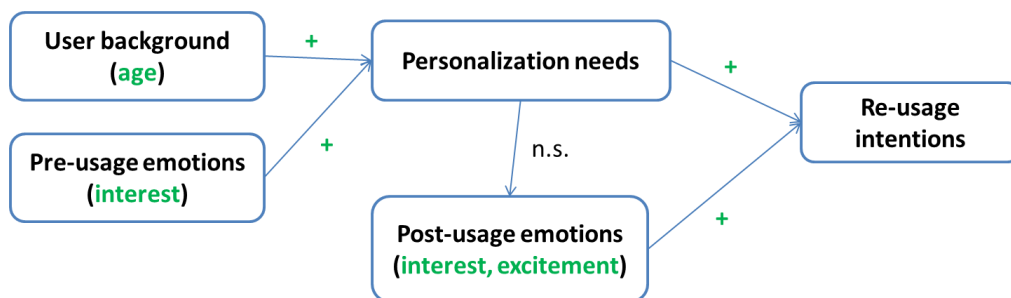 User background
(age)
+
Personalization needs
+
Re-usage
intentions
Pre-usage emotions
(interest)
+
n.s.
Post-usage emotions
(interest, excitement)
+